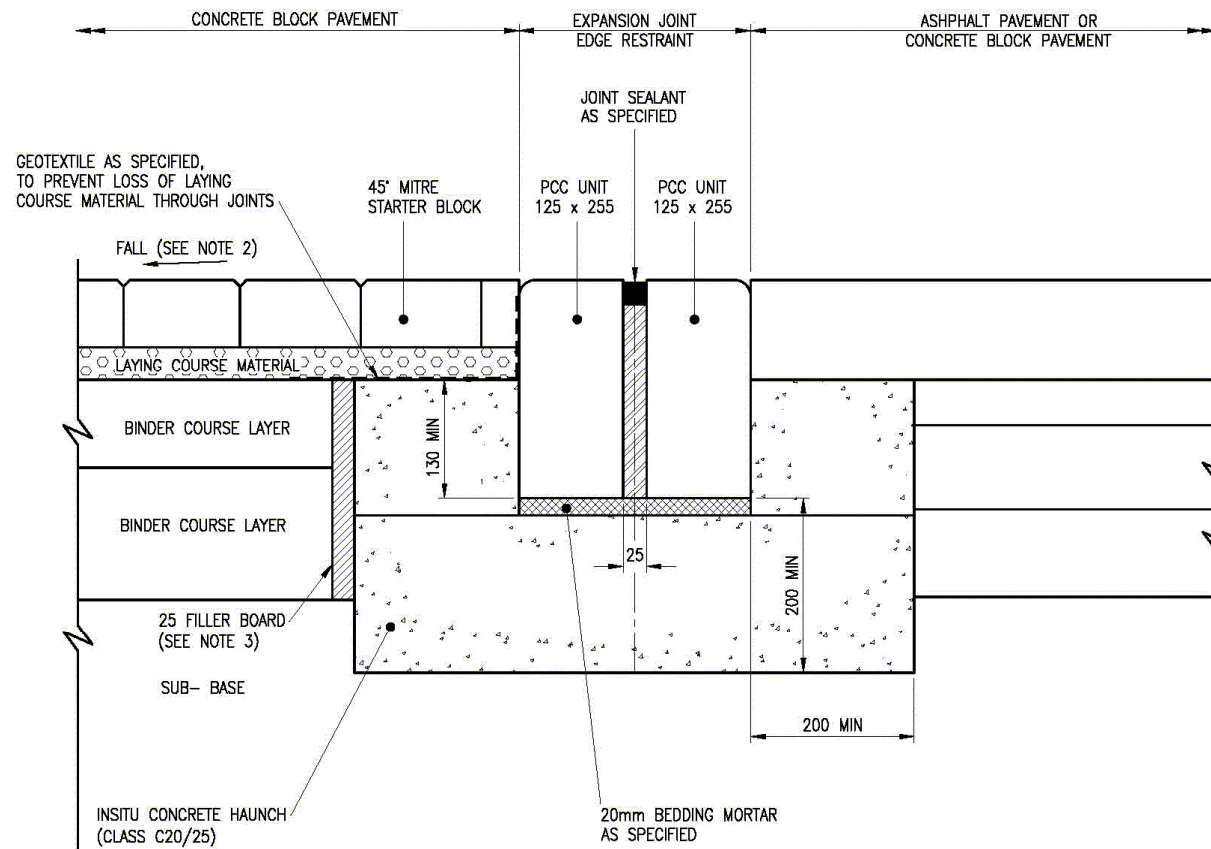 CONCRETE BLOCK PAVEMENT
EXPANSION JOINT
EDGE RESTRAINT
ASHPHALT PAVEMENT OR
CONCRETE BLOCK PAVEMENT
JOINT SEALANT
AS SPECIFIED
GEOTEXTILE AS SPECIFIED,
TO PREVENT LOSS OF LAYING
COURSE MATERIAL THROUGH JOINTS
45° MITRE
STARTER BLOCK
PCC UNIT
125 x 255
PCC UNIT
125 x 255
FALL (SEE NOTE 2)
LAYING COURSE MATERIAL
BINDER COURSE LAYER
130 MIN
BINDER COURSE LAYER
25
200 MIN
25 FILLER BOARD
(SEE NOTE 3)
SUB- BASE
200 MIN
INSITU CONCRETE HAUNCH
(CLASS C20/25)
20mm BEDDING MORTAR
AS SPECIFIED